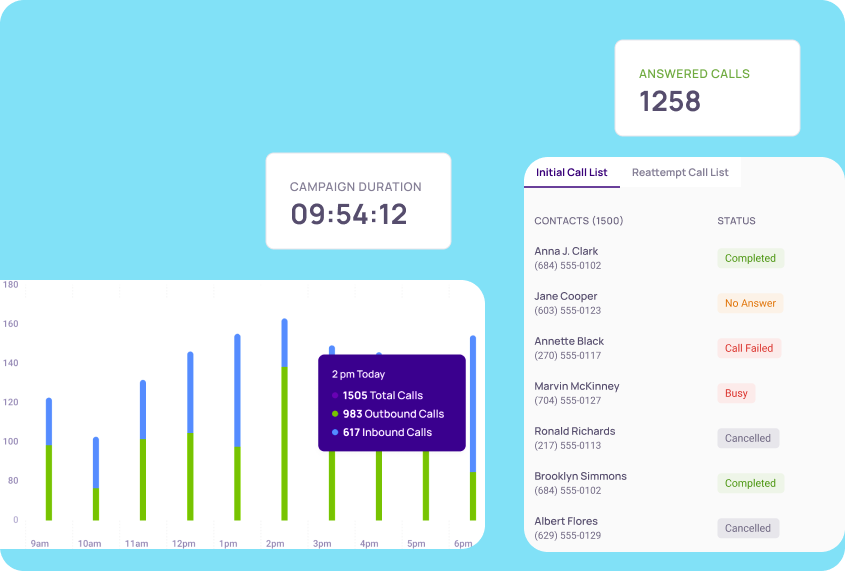 ANSWERED CALLS
1258
CAMPAIGN DURATION
09:54:12
Initial Call List Reattempt Call List
CONTACTS (1500) STATUS
Anna J. Clark
(684) 555-0102
Completed
Jane Cooper
(603) 555-0123
No Answer
Annette Black
(270) 555-0117
Call Failed
Marvin McKinney
(704) 555-0127
Busy
Ronald Richards
(217) 555-0113
Cancelled
Brooklyn Simmons
(684) 555-0102
Completed
Albert Flores
(629) 555-0129
Cancelled
180
160
140
120
100
80
0
2 pm Today
1505 Total Calls
983 Outbound Calls
617 Inbound Calls
9am 10am 11am 12pm 1pm 2pm 3pm 4pm 5pm 6pm